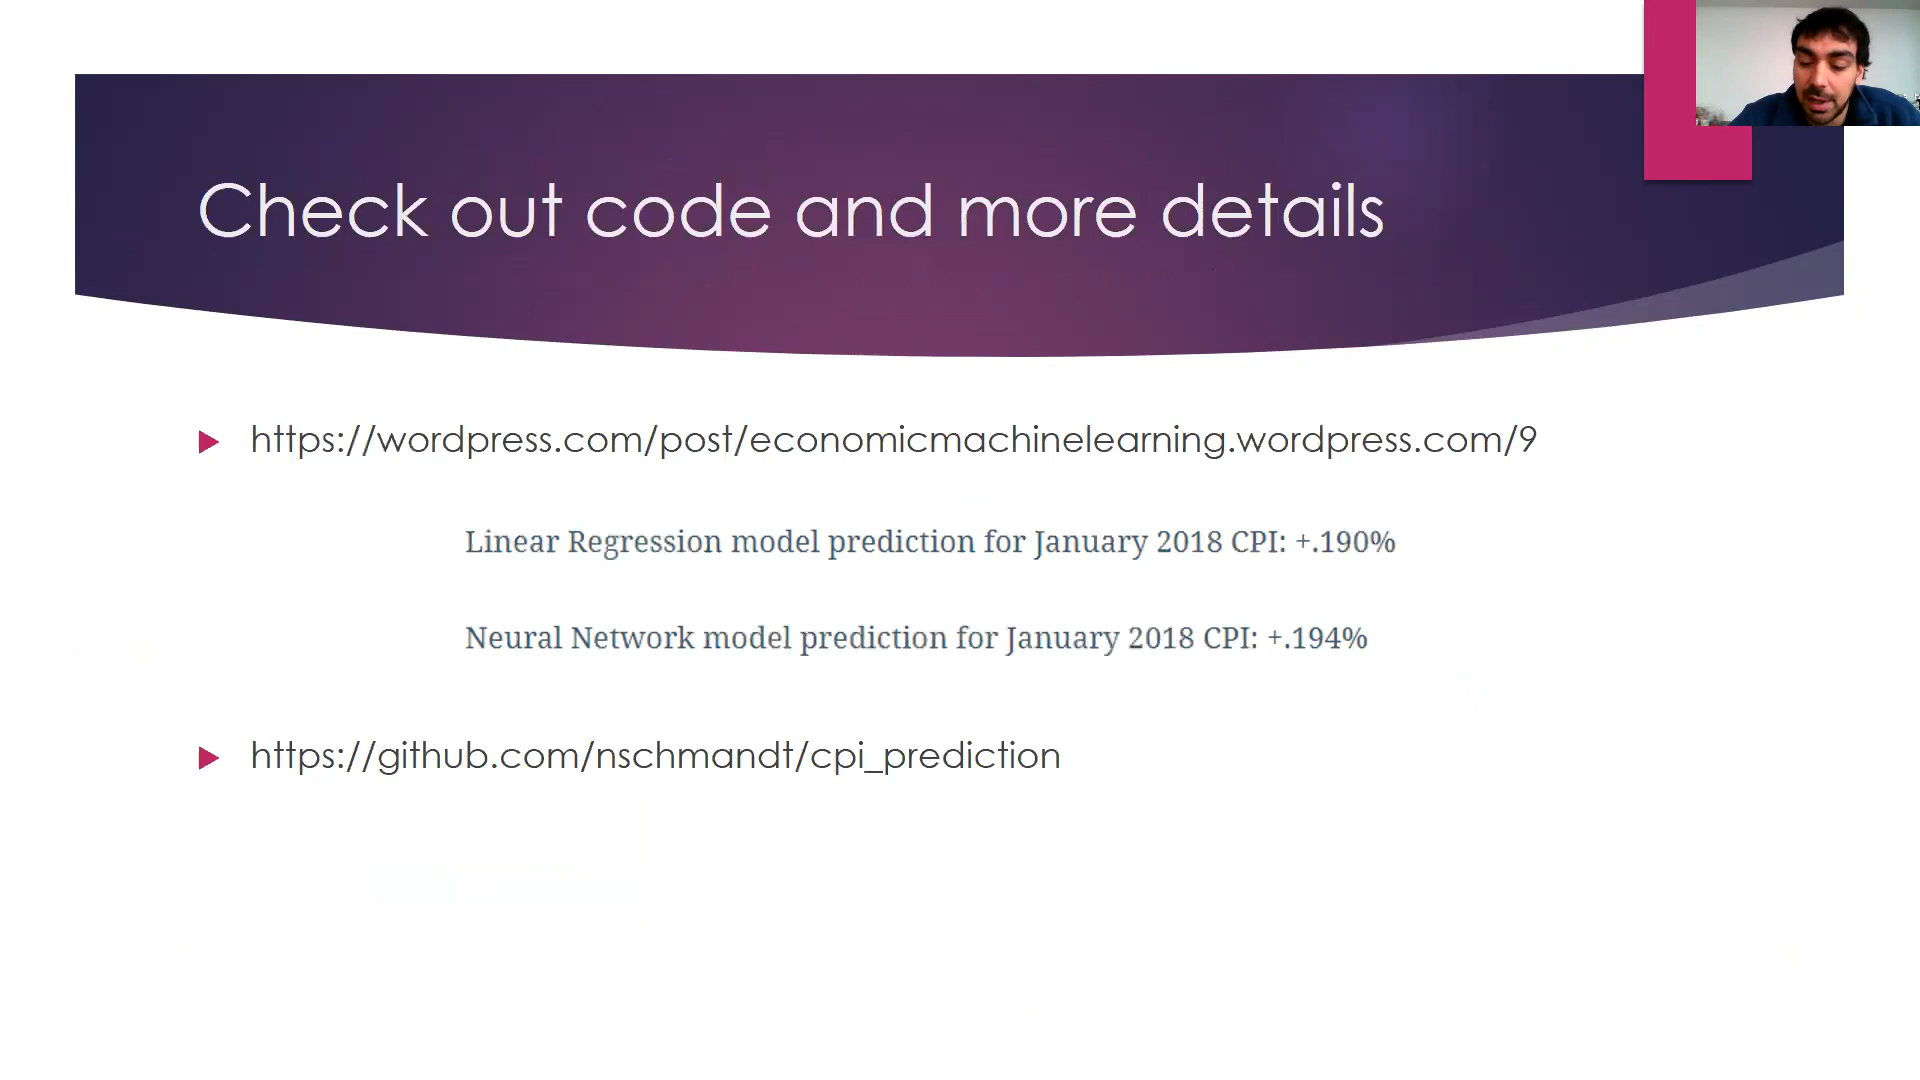 Check out code and more details
https://wordpress.com/post/economicmachinelearning.wordpress.com/9
Linear Regression model prediction for January 2018 CPI: +.190%
Neural Network model prediction for January 2018 CPI: +.194%
https://github.com/nschmandt/cpi_prediction